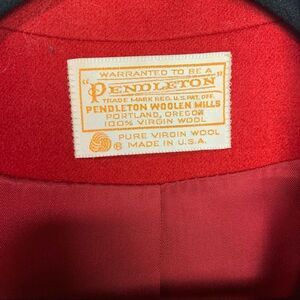 WARRANTED TO BE A
"PENDLETON"
TRADE MARK REG. U.S. PAT. OFF.
PENDLETON WOOLEN MILLS
PORTLAND, OREGON
100% VIRGIN WOOL
PURE VIRGIN WOOL
® MADE IN U.S.A.